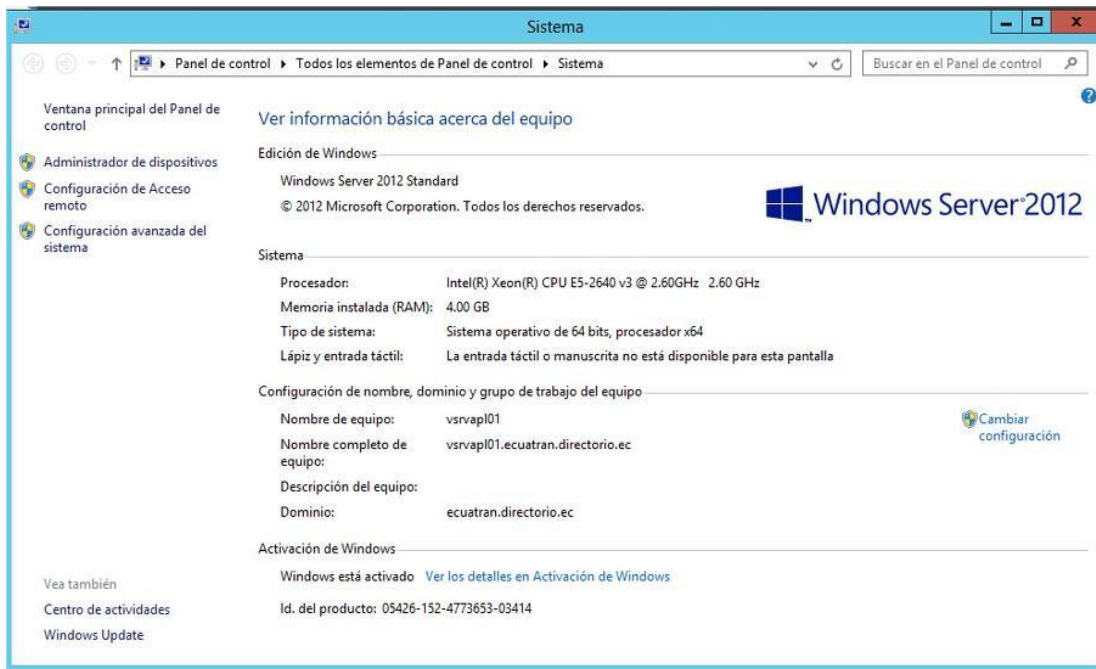 Sistema
Panel de control ▸ Todos los elementos de Panel de control ▸ Sistema
Buscar en el Panel de control
Ventana principal del Panel de
control
Administrador de dispositivos
Configuración de Acceso
remoto
Configuración avanzada del
sistema
Vea también
Centro de actividades
Windows Update
Ver información básica acerca del equipo
Edición de Windows
Windows Server 2012 Standard
© 2012 Microsoft Corporation. Todos los derechos reservados.
Windows Server 2012
Sistema
Procesador: Intel(R) Xeon(R) CPU E5-2640 v3 @ 2.60GHz 2.60 GHz
Memoria instalada (RAM): 4.00 GB
Tipo de sistema: Sistema operativo de 64 bits, procesador x64
Lápiz y entrada táctil: La entrada táctil o manuscrita no está disponible para esta pantalla
Configuración de nombre, dominio y grupo de trabajo del equipo
Nombre de equipo: vsrvapl01
Nombre completo de vsrvapl01.ecuatran.directorio.ec
equipo:
Descripción del equipo:
Dominio: ecuatran.directorio.ec
Cambiar
configuración
Activación de Windows
Windows está activado Ver los detalles en Activación de Windows
Id. del producto: 05426-152-4773653-03414